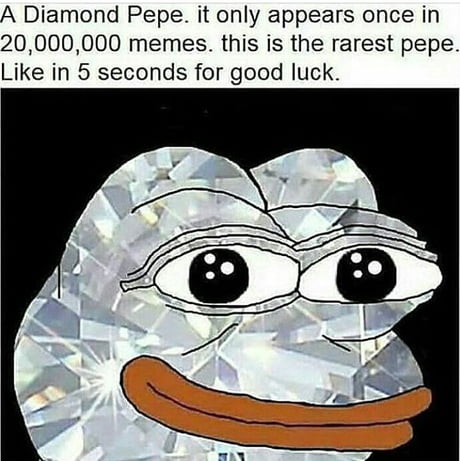 A Diamond Pepe. it only appears once in
20,000,000 memes. this is the rarest pepe.
Like in 5 seconds for good luck.